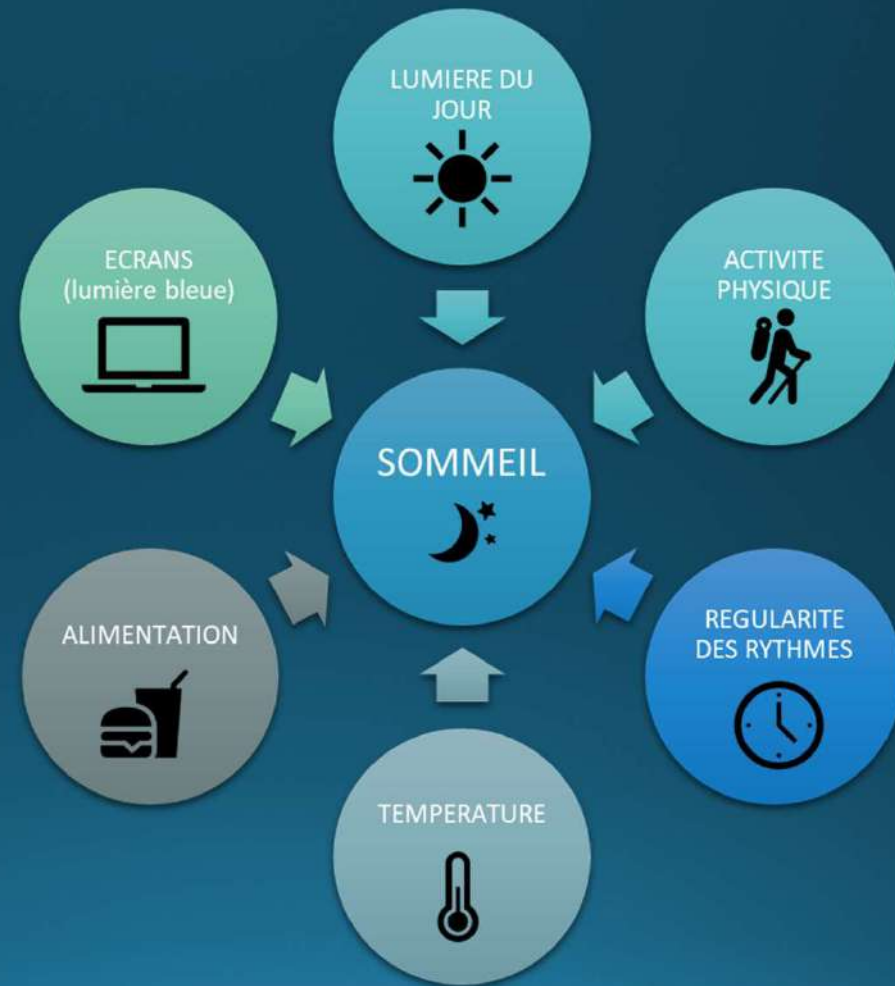 LUMIERE DU
JOUR
ECRANS
(lumière bleue)
ACTIVITE
PHYSIQUE
SOMMEIL
ALIMENTATION
REGULARITE
DES RYTHMES
TEMPERATURE